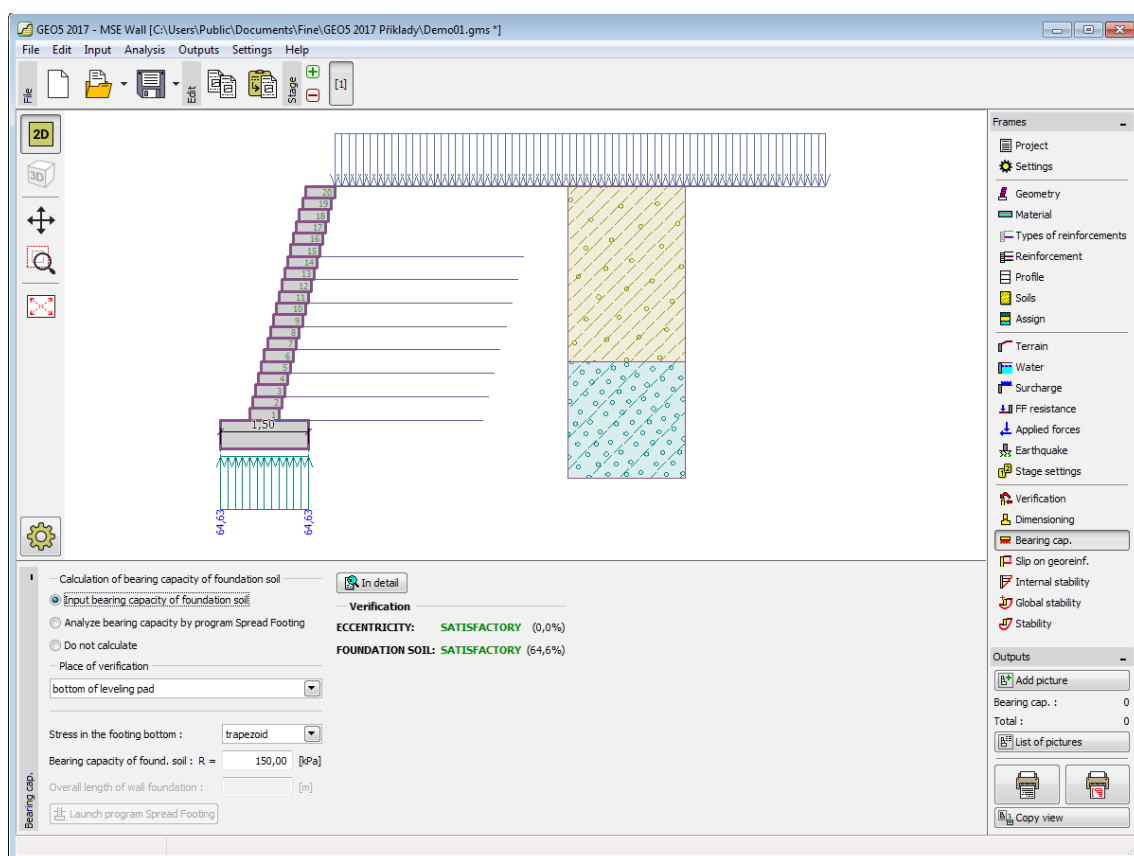 GEO5 2017 - MSE Wall [C:\Users\Public\Documents\Fine\GEO5 2017 Příklady\Demo01.gms *]
File Edit Input Analysis Outputs Settings Help
File
Edit
Stage
[1]
2D
3D
20
19
18
17
16
15
14
13
12
11
10
9
8
7
6
5
4
3
2
1
1,50
64,63
64,63
Frames
Project
Settings
Geometry
Material
Types of reinforcements
Reinforcement
Profile
Soils
Assign
Terrain
Water
Surcharge
FF resistance
Applied forces
Earthquake
Stage settings
Verification
Dimensioning
Bearing cap.
Slip on georeinf.
Internal stability
Global stability
Stability
Outputs
Add picture
Bearing cap. : 0
Total : 0
List of pictures
Copy view
Bearing cap.
Calculation of bearing capacity of foundation soil
Input bearing capacity of foundation soil
Analyze bearing capacity by program Spread Footing
Do not calculate
Place of verification
bottom of leveling pad
Stress in the footing bottom : trapezoid
Bearing capacity of found. soil : R = 150,00 [kPa]
Overall length of wall foundation : [m]
Launch program Spread Footing
In detail
Verification
ECCENTRICITY: SATISFACTORY (0,0%)
FOUNDATION SOIL: SATISFACTORY (64,6%)